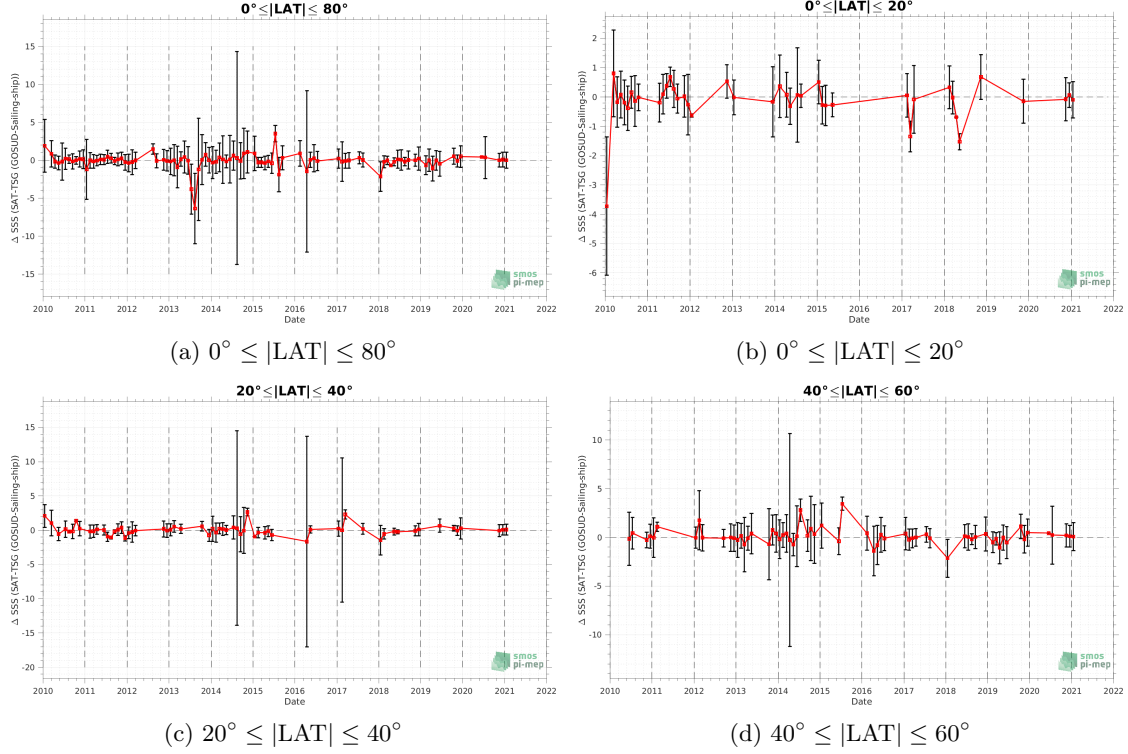 0°≤|LAT|≤ 80°
Δ SSS (SAT-TSG (GOSUD-Sailing-ship))
15
10
5
0
-5
-10
-15
2010 2011 2012 2013 2014 2015 2016 2017 2018 2019 2020 2021 2022
Date
smos
pi-mep
(a) 0° ≤ |LAT| ≤ 80°
0°≤|LAT|≤ 20°
Δ SSS (SAT-TSG (GOSUD-Sailing-ship))
2
1
0
-1
-2
-3
-4
-5
-6
2010 2011 2012 2013 2014 2015 2016 2017 2018 2019 2020 2021 2022
Date
smos
pi-mep
(b) 0° ≤ |LAT| ≤ 20°
20°≤|LAT|≤ 40°
Δ SSS (SAT-TSG (GOSUD-Sailing-ship))
15
10
5
0
-5
-10
-15
-20
2010 2011 2012 2013 2014 2015 2016 2017 2018 2019 2020 2021 2022
Date
smos
pi-mep
(c) 20° ≤ |LAT| ≤ 40°
40°≤|LAT|≤ 60°
Δ SSS (SAT-TSG (GOSUD-Sailing-ship))
10
5
0
-5
-10
2010 2011 2012 2013 2014 2015 2016 2017 2018 2019 2020 2021 2022
Date
smos
pi-mep
(d) 40° ≤ |LAT| ≤ 60°